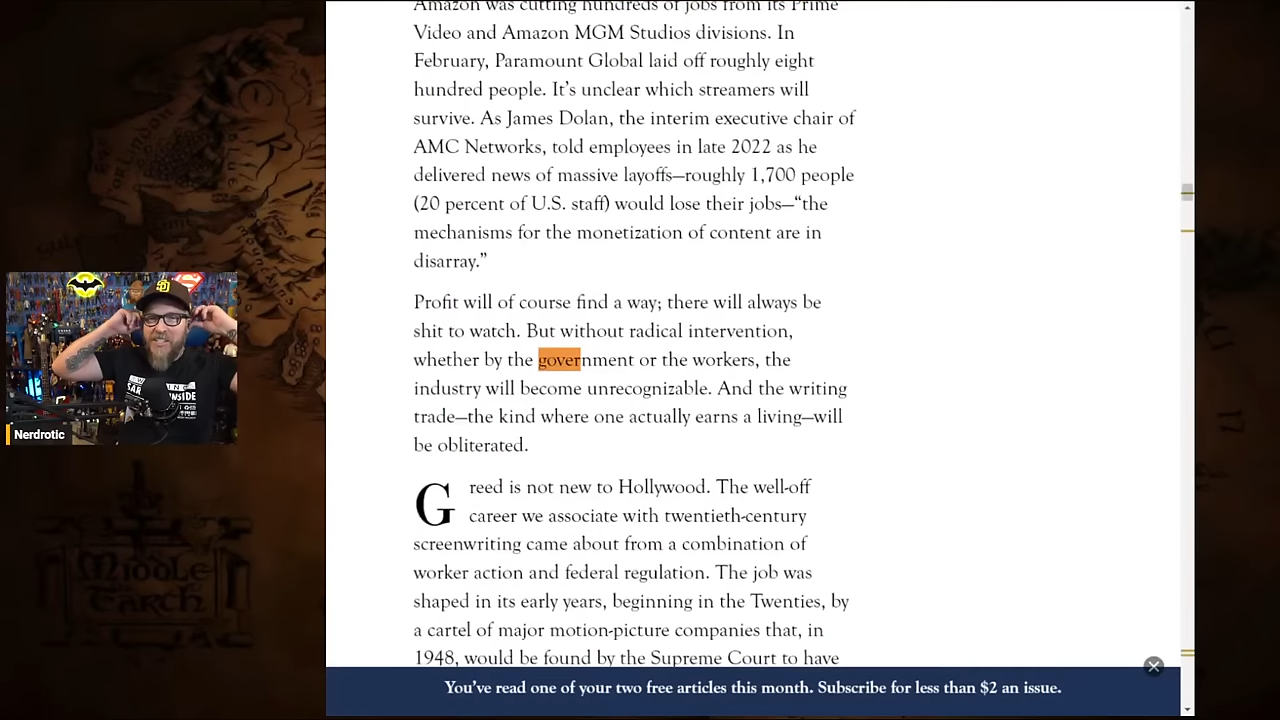 Amazon was cutting hundreds of jobs from its Prime
Video and Amazon MGM Studios divisions. In
February, Paramount Global laid off roughly eight
hundred people. It’s unclear which streamers will
survive. As James Dolan, the interim executive chair of
AMC Networks, told employees in late 2022 as he
delivered news of massive layoffs—roughly 1,700 people
(20 percent of U.S. staff) would lose their jobs—“the
mechanisms for the monetization of content are in
disarray.”
Profit will of course find a way; there will always be
shit to watch. But without radical intervention,
whether by the government or the workers, the
industry will become unrecognizable. And the writing
trade—the kind where one actually earns a living—will
be obliterated.
Greed is not new to Hollywood. The well-off
career we associate with twentieth-century
screenwriting came about from a combination of
worker action and federal regulation. The job was
shaped in its early years, beginning in the Twenties, by
a cartel of major motion-picture companies that, in
1948, would be found by the Supreme Court to have
You’ve read one of your two free articles this month. Subscribe for less than $2 an issue.
SD
Nerdrotic
Middle
Earth